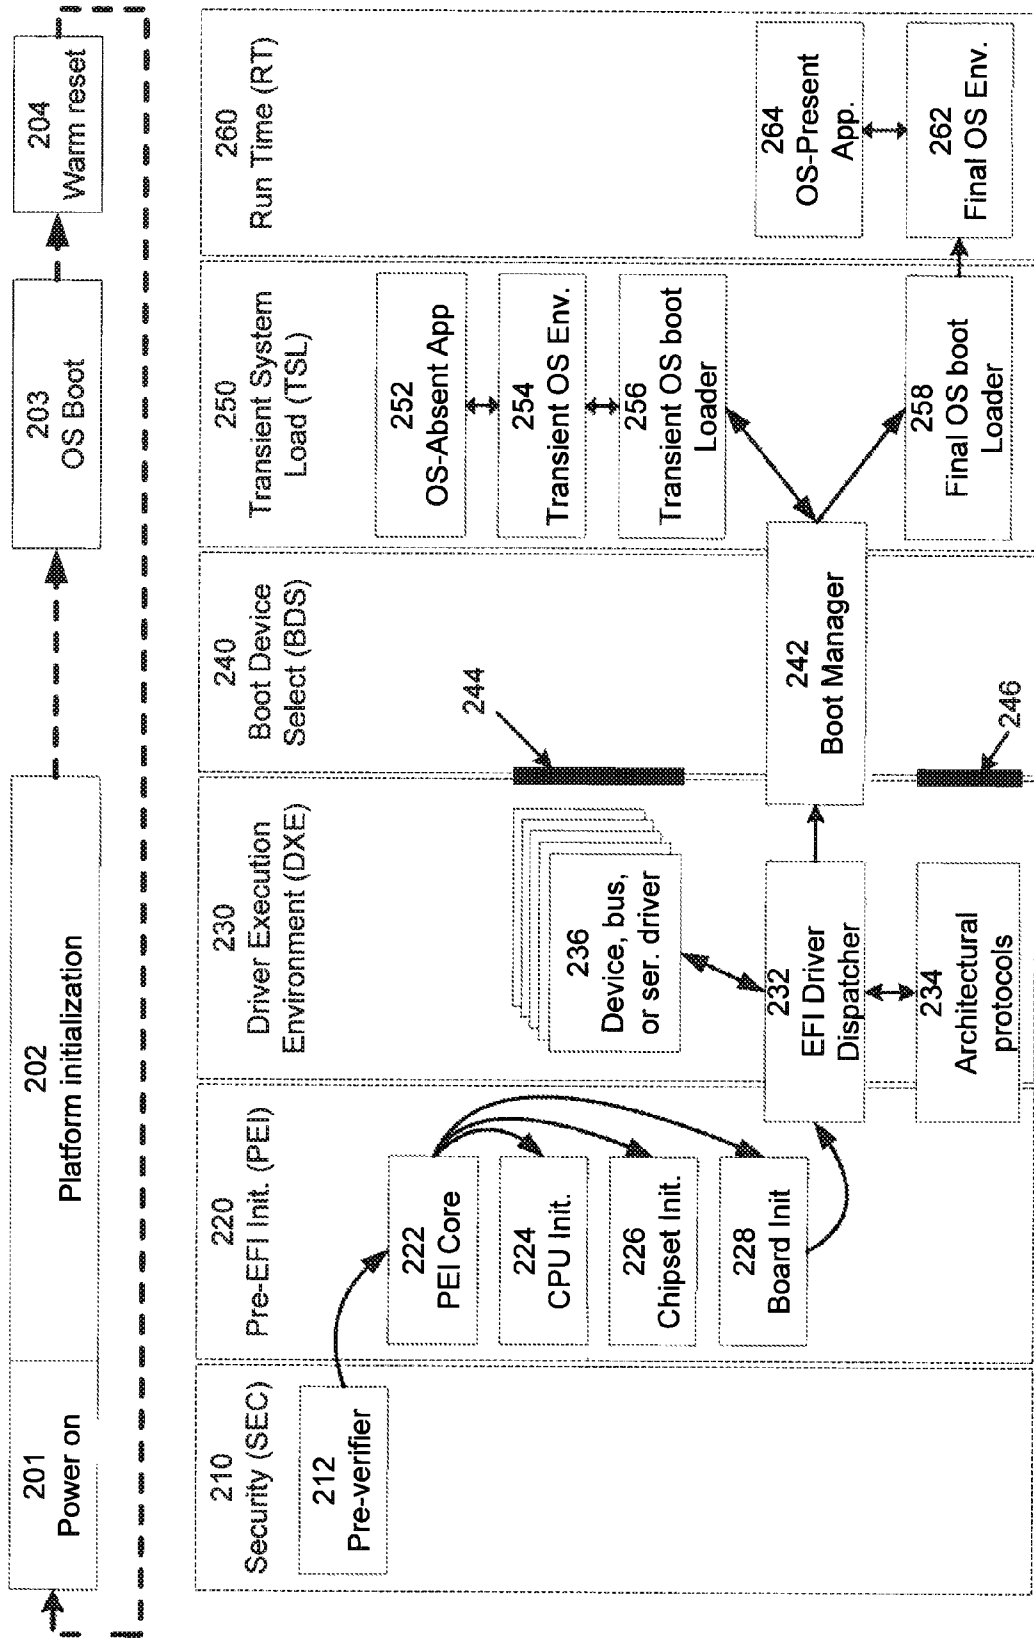 201
Power on
202
Platform initialization
203
OS Boot
204
Warm reset
210
Security (SEC)
212
Pre-verifier
220
Pre-EFI Init. (PEI)
222
PEI Core
224
CPU Init.
226
Chipset Init.
228
Board Init
230
Driver Execution
Environment (DXE)
236
Device, bus,
or ser. driver
232
EFI Driver
Dispatcher
234
Architectural
protocols
240
Boot Device
Select (BDS)
244
242
Boot Manager
246
250
Transient System
Load (TSL)
252
OS-Absent App
254
Transient OS Env.
256
Transient OS boot
Loader
258
Final OS boot
Loader
260
Run Time (RT)
264
OS-Present
App.
262
Final OS Env.